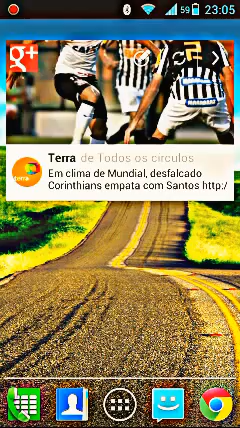 59 23:05
g+
Terra de Todos os círculos
terra
Em clima de Mundial, desfalcado
Corinthians empata com Santos http:/